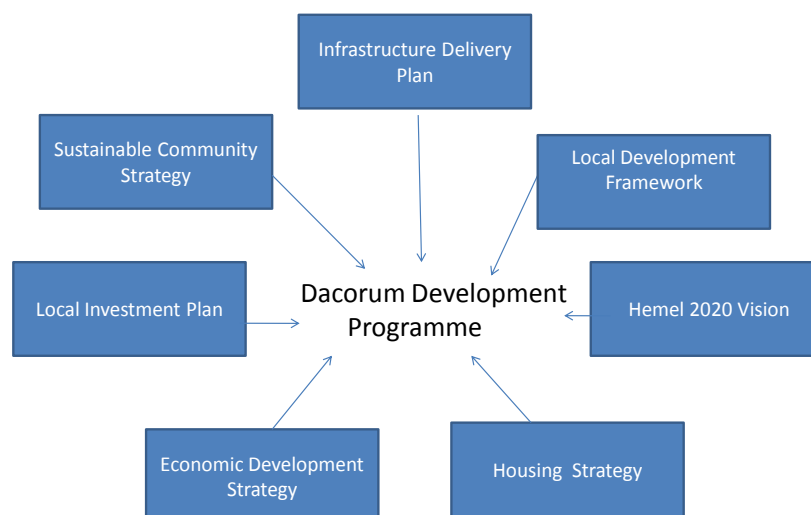 Infrastructure Delivery
Plan
Sustainable Community
Strategy
Local Development
Framework
Local Investment Plan
Dacorum Development
Programme
Hemel 2020 Vision
Economic Development
Strategy
Housing Strategy